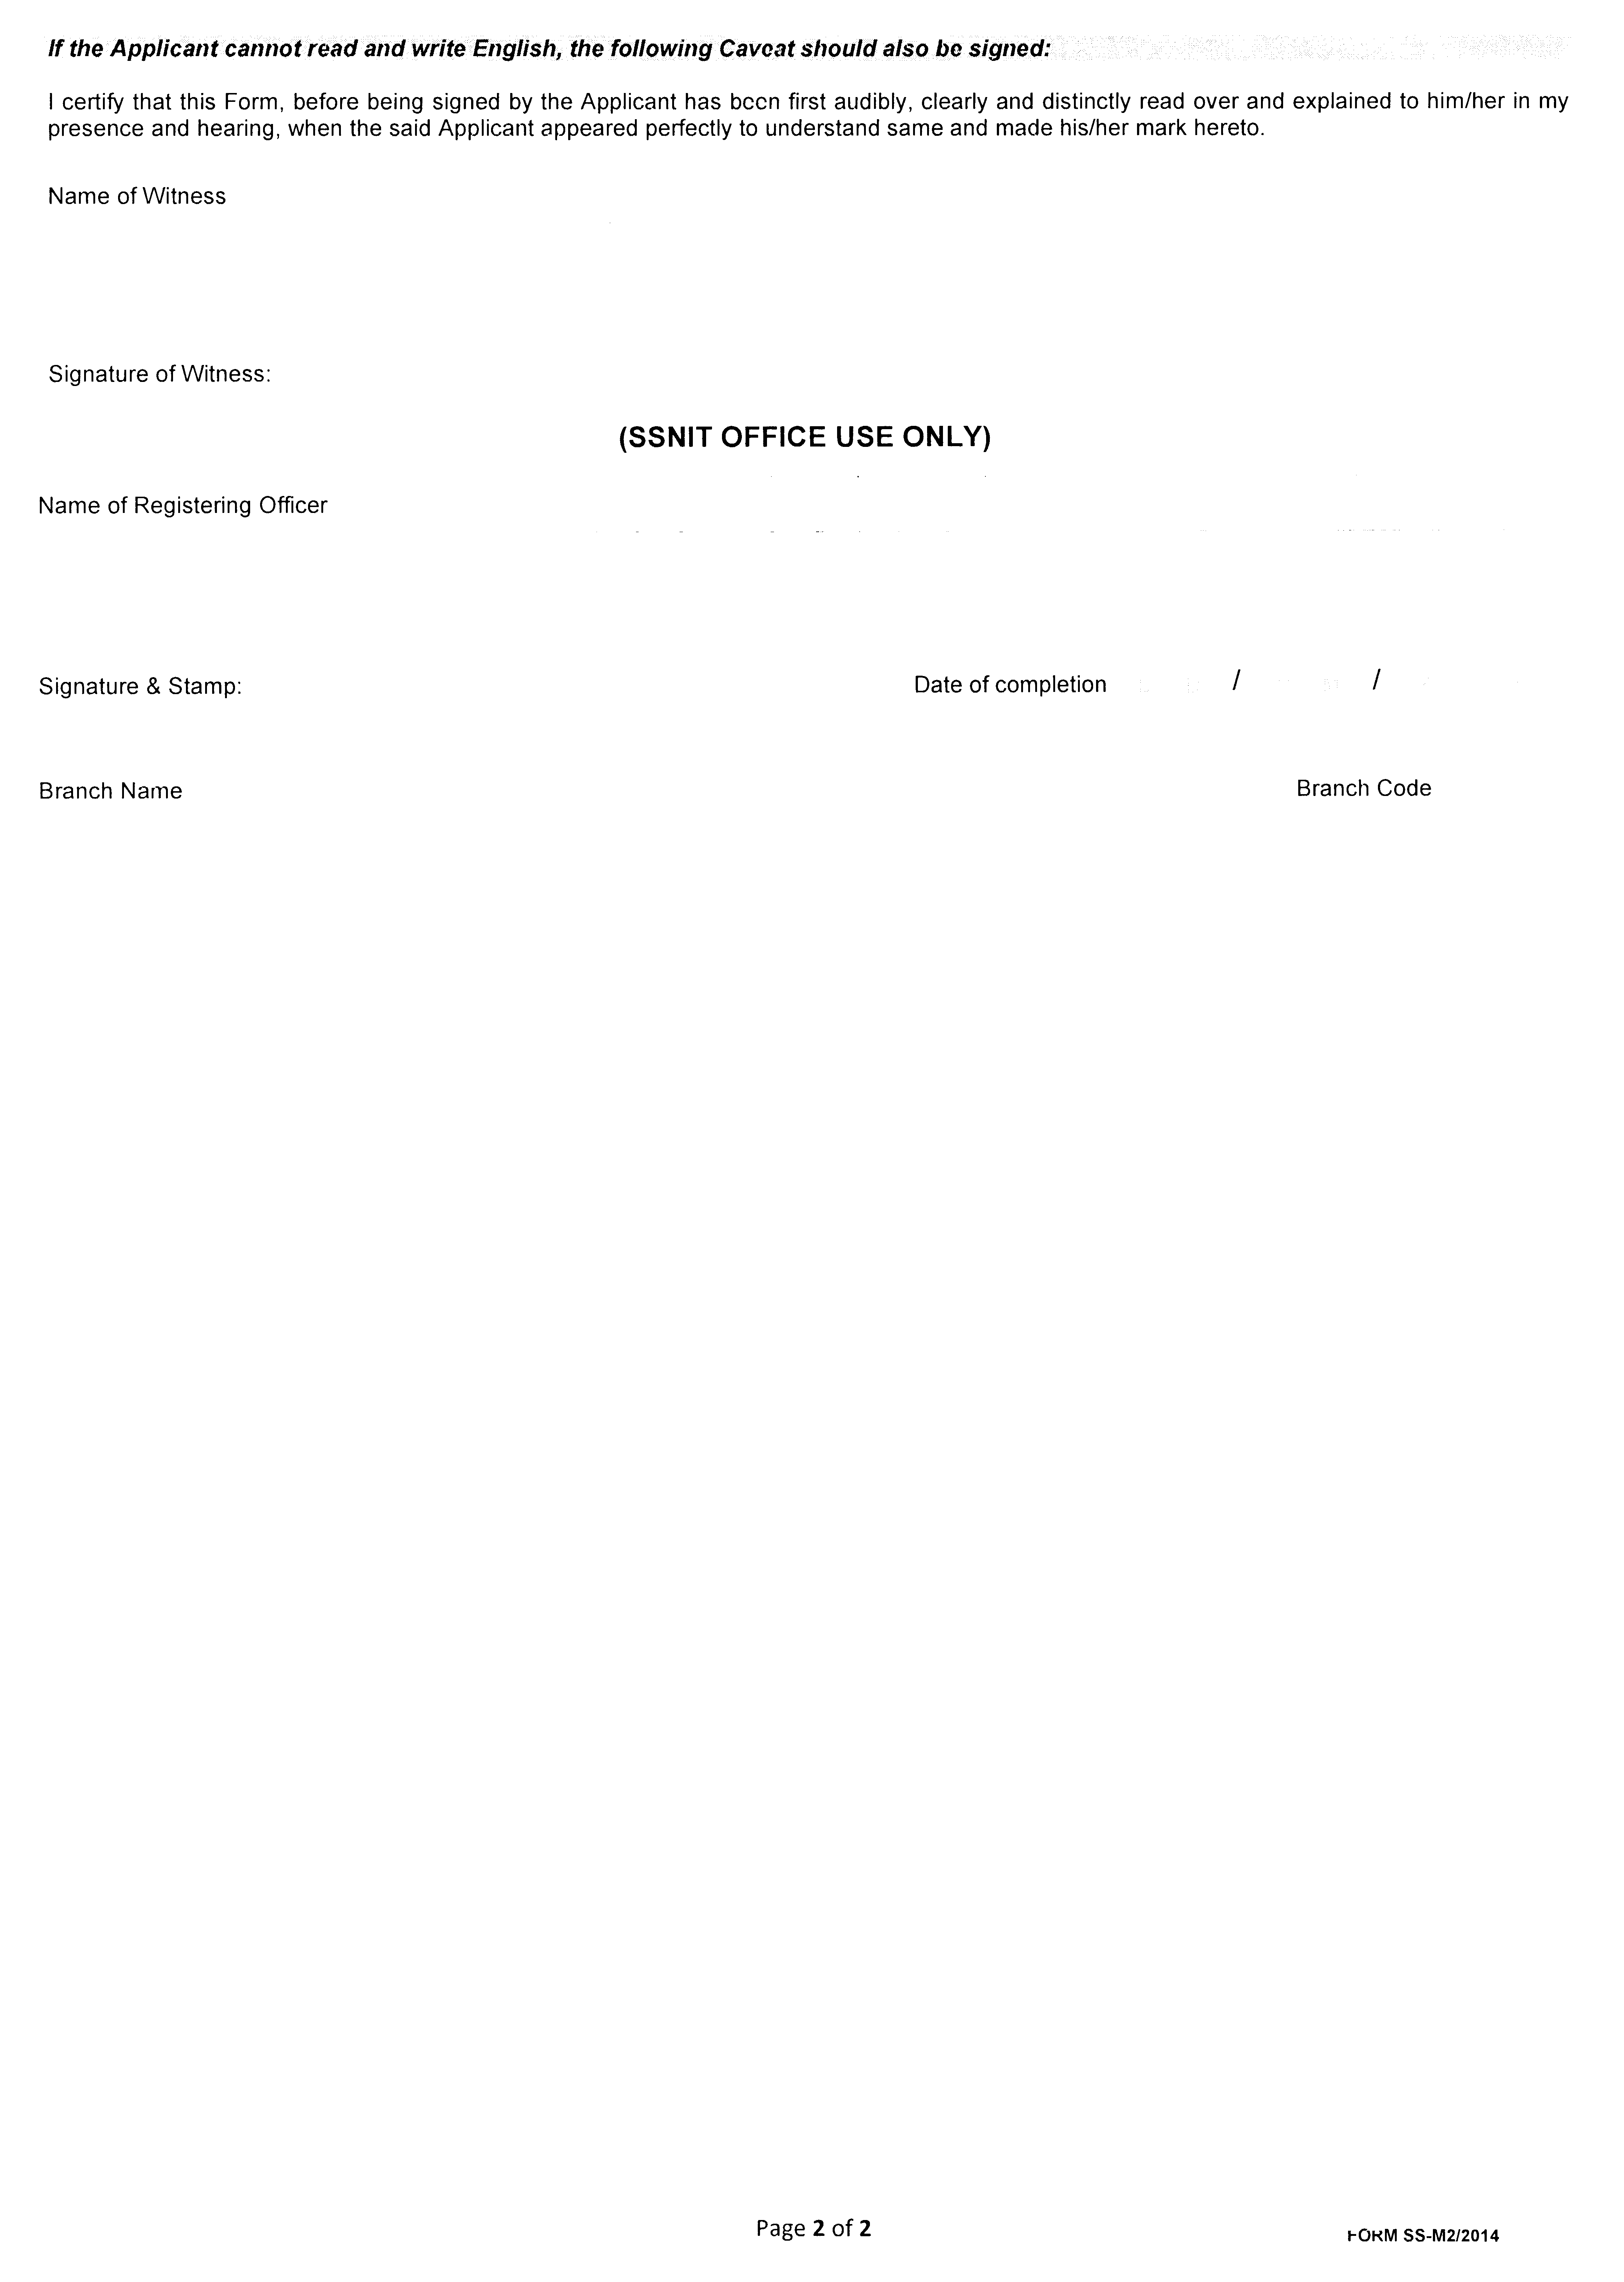 If the Applicant cannot read and write English, the following Caveat should also be signed:
I certify that this Form, before being signed by the Applicant has been first audibly, clearly and distinctly read over and explained to him/her in my
presence and hearing, when the said Applicant appeared perfectly to understand same and made his/her mark hereto.
Name of Witness
Signature of Witness:
(SSNIT OFFICE USE ONLY)
Name of Registering Officer
Signature & Stamp:
Date of completion / /
Branch Name
Branch Code
Page 2 of 2
FORM SS-M2/2014